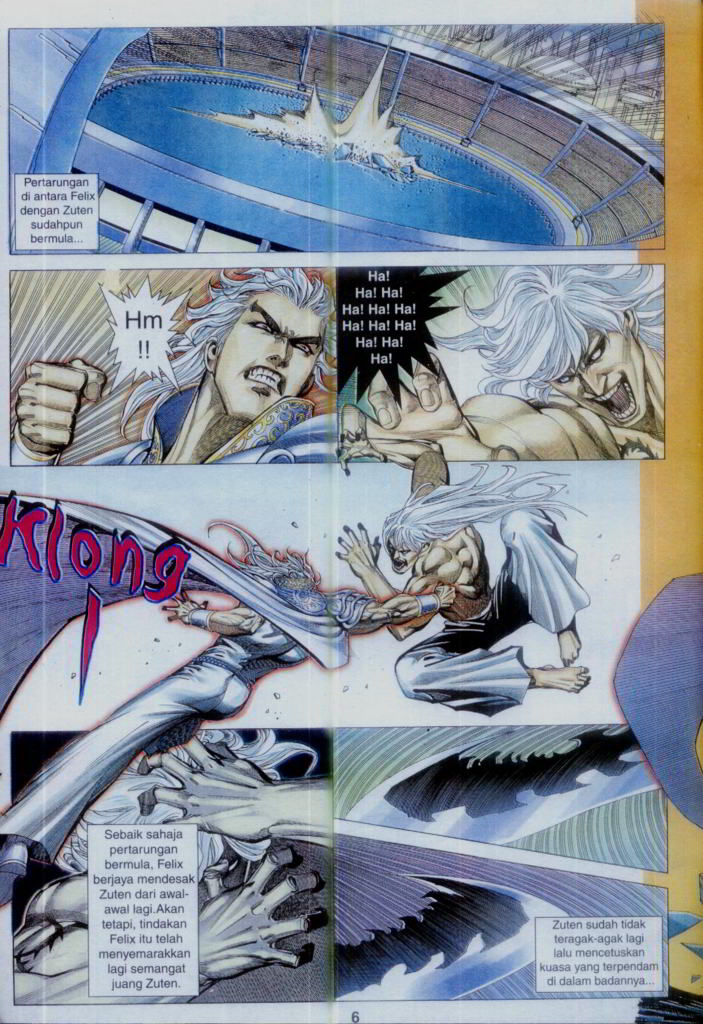 Pertarungan
di antara Felix
dengan Zuten
sudahpun
bermula...
Hm
!!
Ha!
Ha! Ha!
Ha! Ha! Ha!
Ha! Ha! Ha!
Ha! Ha!
Ha!
Klong
!
Sebaik sahaja
pertarungan
bermula, Felix
berjaya mendesak
Zuten dari awal-
awal lagi.Akan
tetapi, tindakan
Felix itu telah
menyemarakkan
lagi semangat
juang Zuten.
Zuten sudah tidak
teragak-agak lagi
lalu mencetuskan
kuasa yang terpendam
di dalam badannya...
6